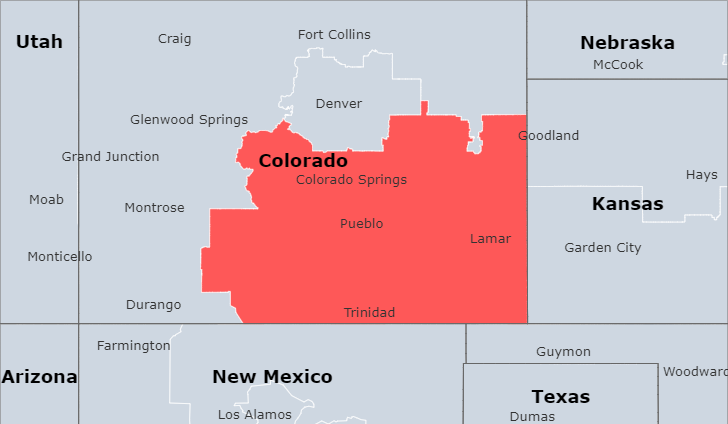 Fort Collins
Craig
Utah
Nebraska
McCook
Denver
Glenwood Springs
Goodland
Grand Junction
Colorado
Hays
Colorado Springs
Moab
Montrose
Kansas
Pueblo
Lamar
Garden City
Monticello
Durango
Trinidad
Farmington
Guymon
Woodward
Arizona
New Mexico
Texas
Los Alamos
Dumas